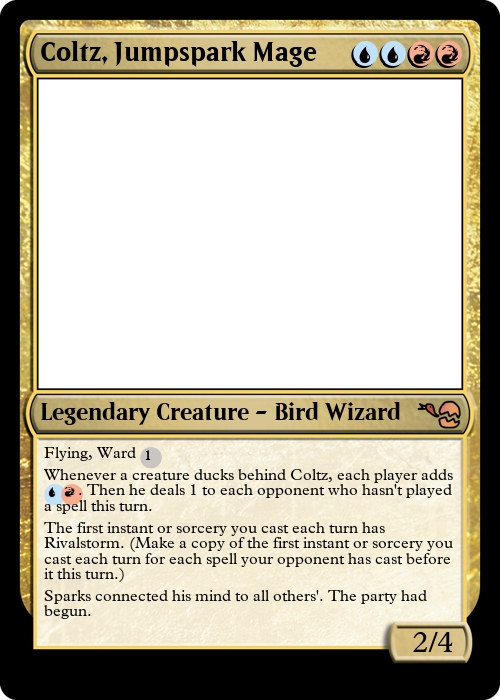 Coltz, Jumpspark Mage
Legendary Creature – Bird Wizard
Flying, Ward 1
Whenever a creature ducks behind Coltz, each player adds
. Then he deals 1 to each opponent who hasn't played
a spell this turn.
The first instant or sorcery you cast each turn has
Rivalstorm. (Make a copy of the first instant or sorcery you
cast each turn for each spell your opponent has cast before
it this turn.)
Sparks connected his mind to all others'. The party had
begun.
2/4